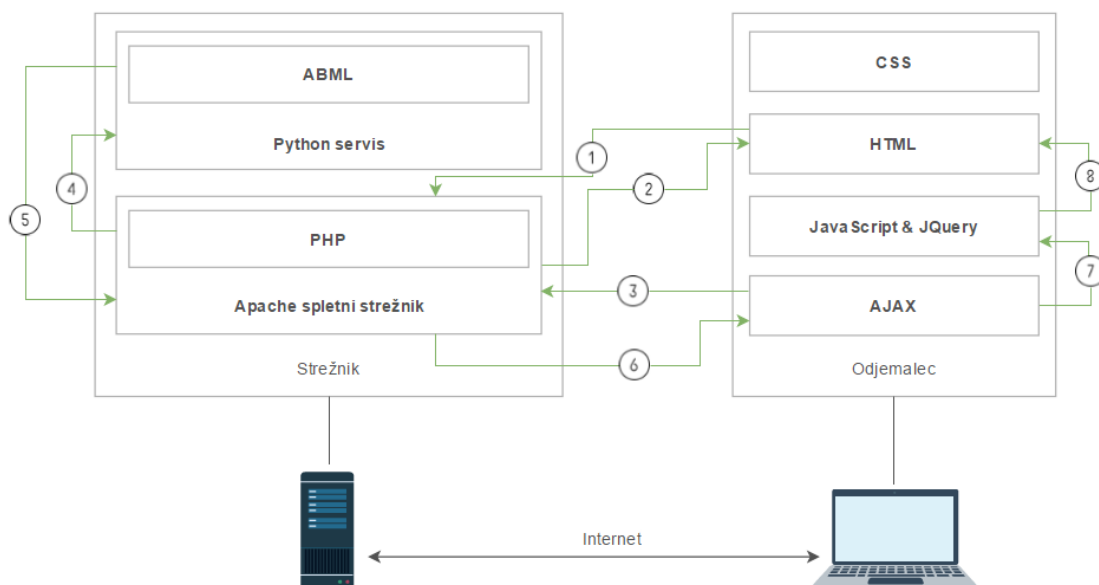 ABML
Python servis
PHP
Apache spletni strežnik
Strežnik
1
2
3
4
5
6
CSS
HTML
JavaScript & JQuery
AJAX
Odjemalec
7
8
Internet